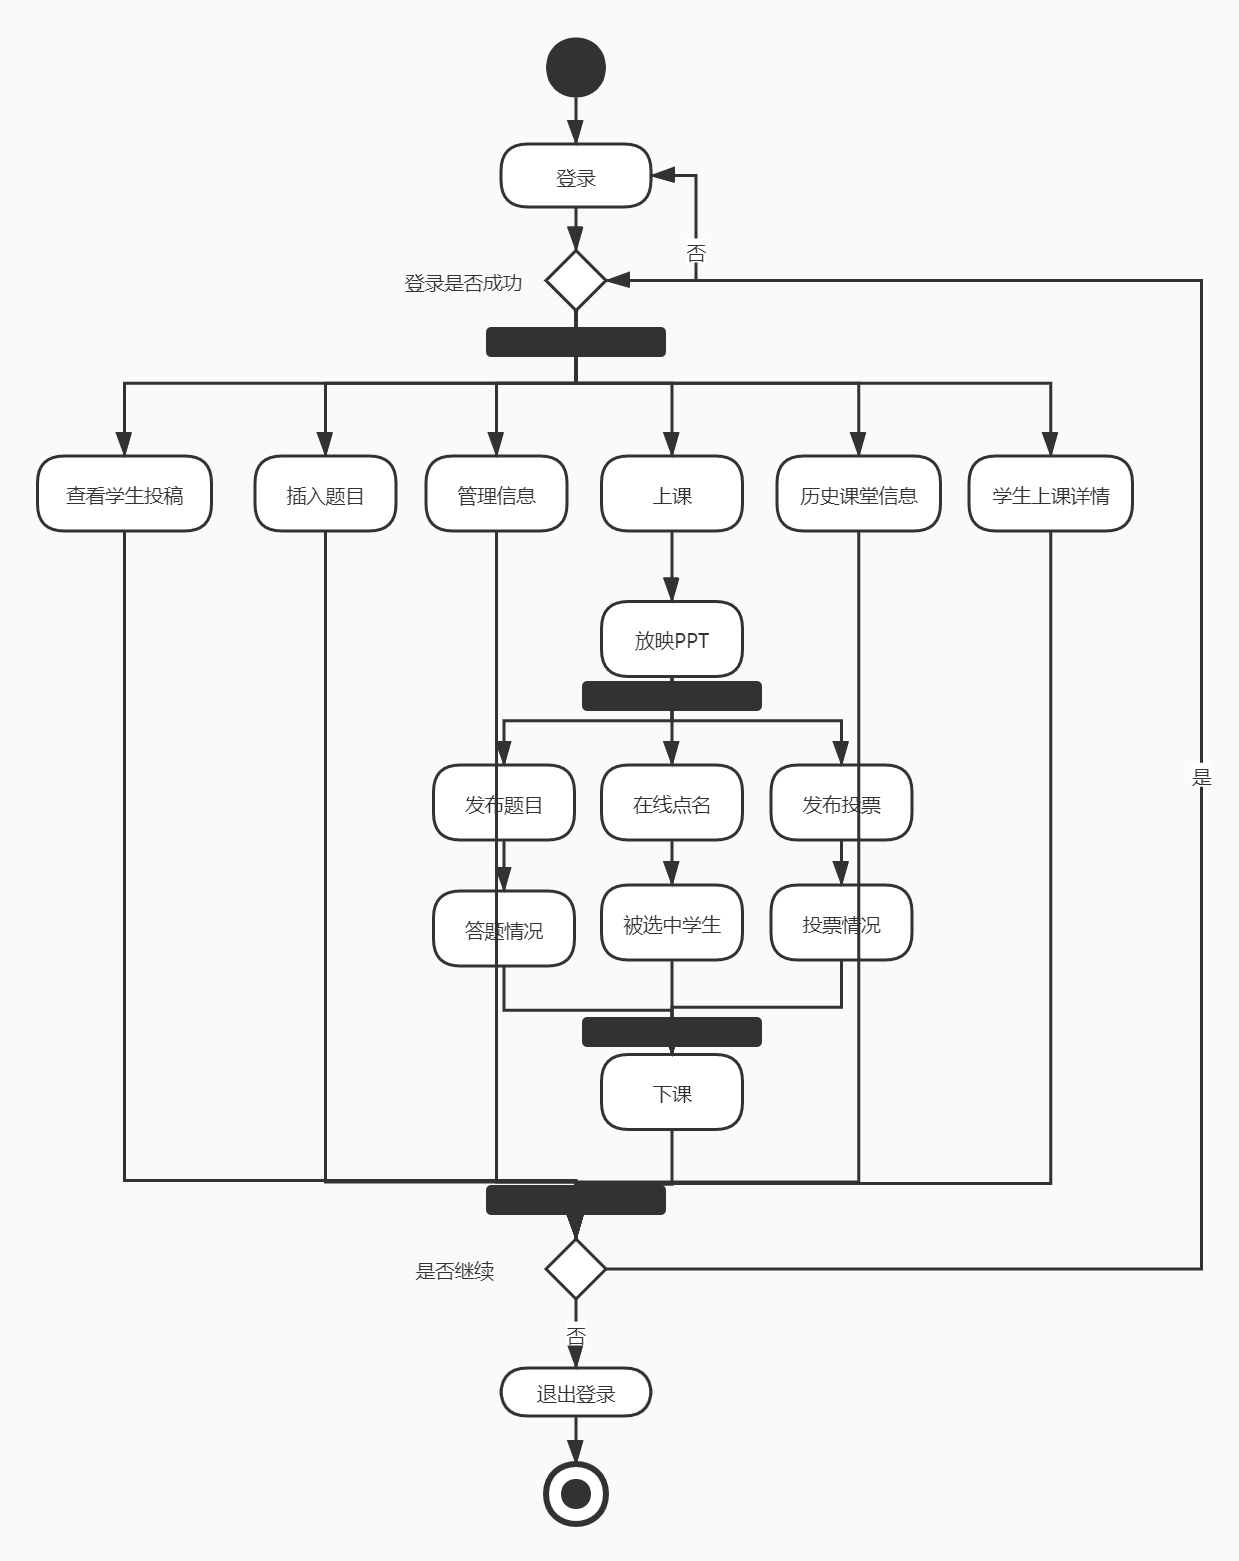 登录
否
登录是否成功
查看学生投稿
插入题目
管理信息
上课
历史课堂信息
学生上课详情
放映PPT
是
发布题目
在线点名
发布投票
答题情况
被选中学生
投票情况
下课
是否继续
否
退出登录